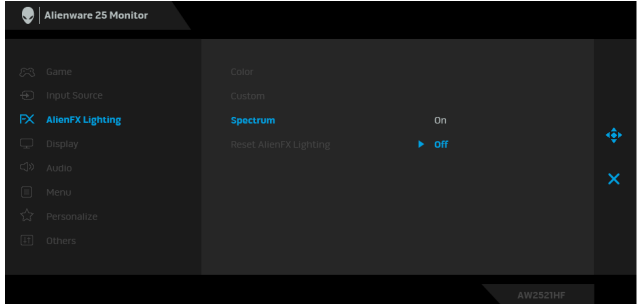 Alienware 25 Monitor
Game
Color
Input Source
Custom
FX AlienFX Lighting
Spectrum
On
Display
Reset AlienFX Lighting
Off
Audio
Menu
Personalize
Others
AW2521HF